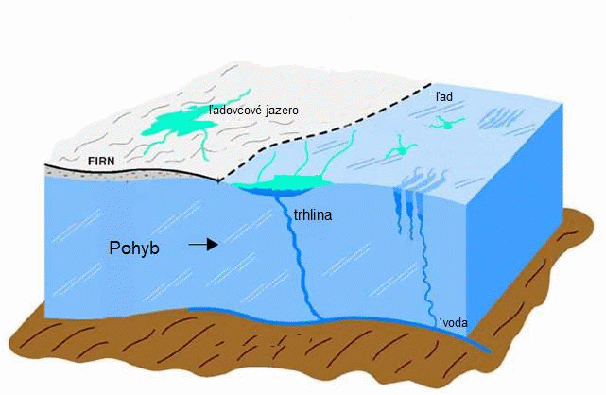 ľad
ľadovcové jazero
FIRN
trhlina
Pohyb
voda